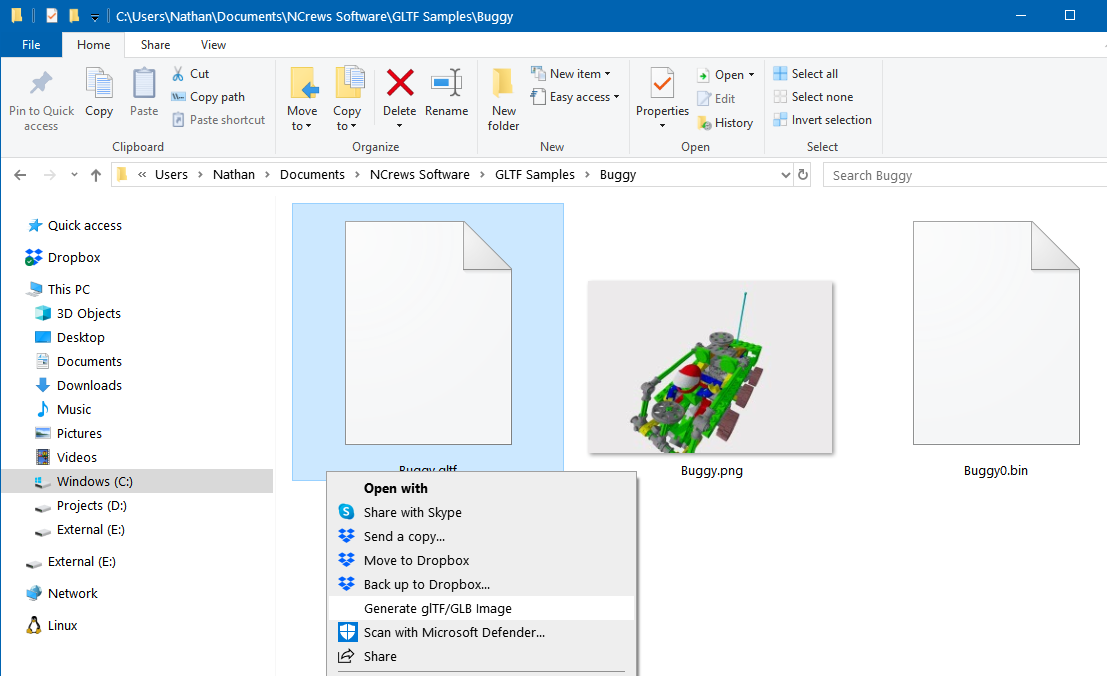 C:\Users\Nathan\Documents\NCrews Software\GLTF Samples\Buggy
File Home Share View
Pin to Quick access
Copy
Paste
Cut
Copy path
Paste shortcut
Clipboard
Move to
Copy to
Delete
Rename
Organize
New folder
New item
Easy access
New
Properties
Open
Edit
History
Open
Select all
Select none
Invert selection
Select
« Users > Nathan > Documents > NCrews Software > GLTF Samples > Buggy
Search Buggy
Quick access
Dropbox
This PC
3D Objects
Desktop
Documents
Downloads
Music
Pictures
Videos
Windows (C:)
Projects (D:)
External (E:)
External (E:)
Network
Linux
Buggy.gltf
Buggy.png
Buggy0.bin
Open with
Share with Skype
Send a copy...
Move to Dropbox
Back up to Dropbox...
Generate glTF/GLB Image
Scan with Microsoft Defender...
Share